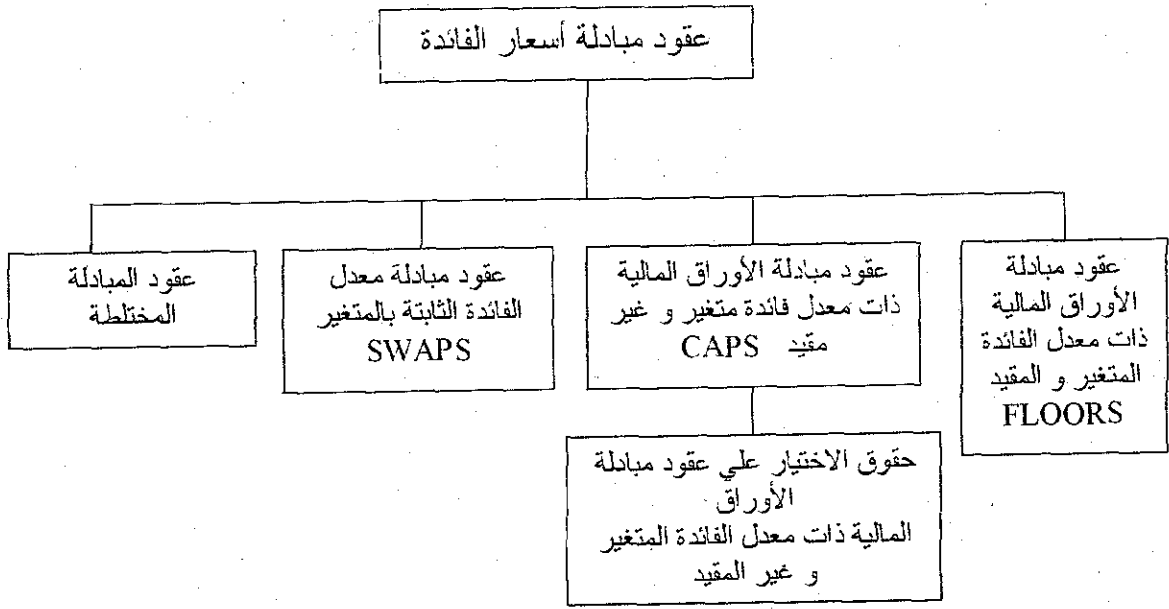 عقود مبادلة أسعار الفائدة
عقود مبادلة
الأوراق المالية
ذات معدل الفائدة
المتغير و المقيد
FLOORS
عقود مبادلة الأوراق المالية
ذات معدل فائدة متغير و غير
مقيد CAPS
عقود مبادلة معدل
الفائدة الثابتة بالمتغير
SWAPS
عقود المبادلة
المختلطة
حقوق الاختيار علي عقود مبادلة
الأوراق
المالية ذات معدل الفائدة المتغير
و غير المقيد